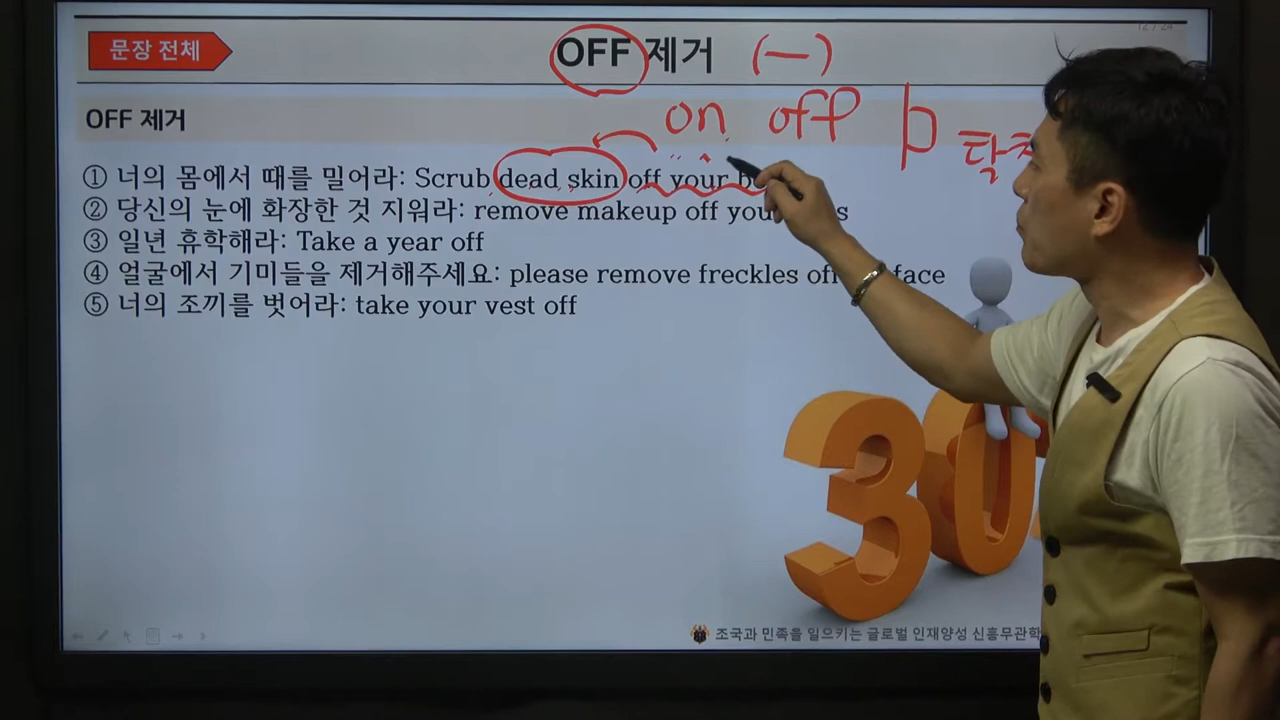 12 / 24
문장 전체
OFF 제거 (—)
on off
OFF 제거
① 너의 몸에서 때를 밀어라: Scrub dead skin off your
② 당신의 눈에 화장한 것 지워라: remove makeup off
③ 일년 휴학해라: Take a year off
④ 얼굴에서 기미들을 제거해주세요: please remove freckles face
⑤ 너의 조끼를 벗어라: take your vest off
30
조국과 민족을 일으키는 글로벌 인재양성 신흥무관학